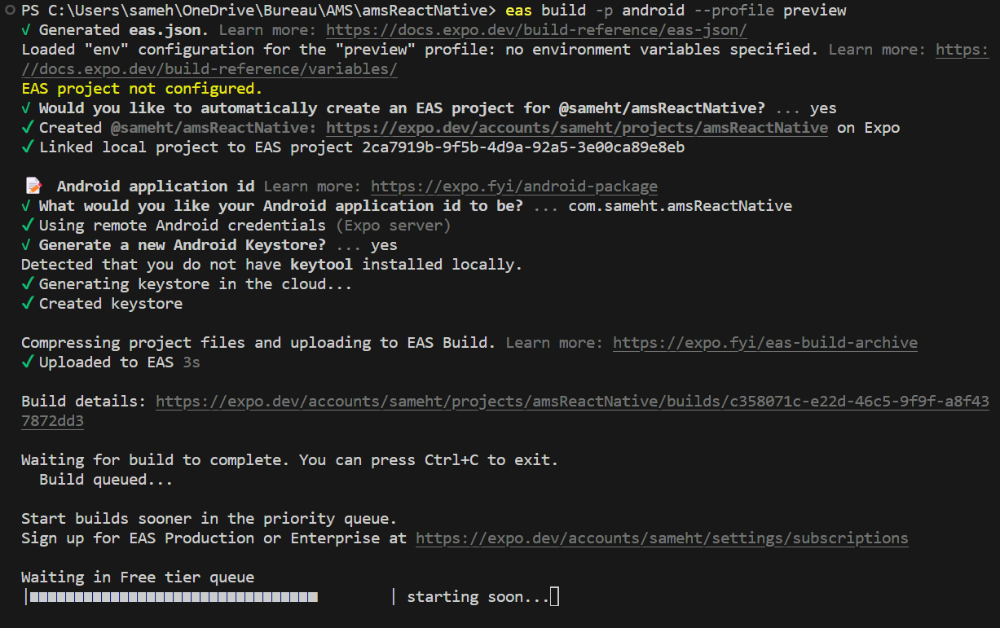 PS C:\Users\sameh\OneDrive\Bureau\AMS\amsReactNative> eas build -p android --profile preview
√ Generated eas.json. Learn more: https://docs.expo.dev/build-reference/eas-json/
Loaded "env" configuration for the "preview" profile: no environment variables specified. Learn more: https:
//docs.expo.dev/build-reference/variables/
EAS project not configured.
√ Would you like to automatically create an EAS project for @sameht/amsReactNative? ... yes
✓ Created @sameht/amsReactNative: https://expo.dev/accounts/sameht/projects/amsReactNative on Expo
✓ Linked local project to EAS project 2ca7919b-9f5b-4d9a-92a5-3e00ca89e8eb
📝 Android application id Learn more: https://expo.fyi/android-package
√ What would you like your Android application id to be? ... com.sameht.amsReactNative
✓ Using remote Android credentials (Expo server)
√ Generate a new Android Keystore? ... yes
Detected that you do not have keytool installed locally.
✓ Generating keystore in the cloud...
✓ Created keystore
Compressing project files and uploading to EAS Build. Learn more: https://expo.fyi/eas-build-archive
✓ Uploaded to EAS 3s
Build details: https://expo.dev/accounts/sameht/projects/amsReactNative/builds/c358071c-e22d-46c5-9f9f-a8f43
7872dd3
Waiting for build to complete. You can press Ctrl+C to exit.
Build queued...
Start builds sooner in the priority queue.
Sign up for EAS Production or Enterprise at https://expo.dev/accounts/sameht/settings/subscriptions
Waiting in Free tier queue
|■■■■■■■■■■■■■■■■■■■■■■■■■■■■■■■■ | starting soon...